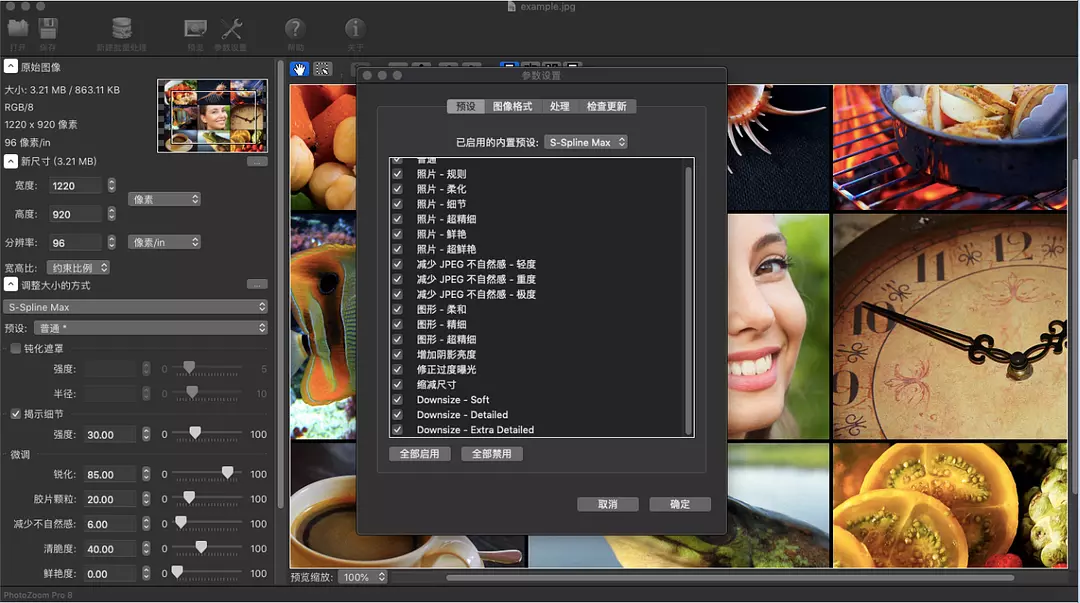 example.jpg
打开
保存
新建批量处理
预览
参数设置
帮助
关于
原始图像
大小: 3.21 MB / 863.11 KB
RGB/8
1220 x 920 像素
96 像素/in
新尺寸 (3.21 MB)
...
宽度: 1220
像素
高度: 920
分辨率: 96 像素/in
宽高比: 约束比例
调整大小的方式
...
S-Spline Max
预设: 普通 *
钝化遮罩
强度: 0 5
半径: 0 10
揭示细节
强度: 30.00 0 100
微调
锐化: 85.00 0 100
胶片颗粒: 20.00 0 100
减少不自然感: 6.00 0 100
清脆度: 40.00 0 100
鲜艳度: 0.00 0 100
PhotoZoom Pro 8
参数设置
预设 图像格式 处理 检查更新
已启用的内置预设: S-Spline Max
普通
照片 - 规则
照片 - 柔化
照片 - 细节
照片 - 超精细
照片 - 鲜艳
照片 - 超鲜艳
减少 JPEG 不自然感 - 轻度
减少 JPEG 不自然感 - 重度
减少 JPEG 不自然感 - 极度
图形 - 柔和
图形 - 精细
图形 - 超精细
增加阴影亮度
修正过度曝光
缩减尺寸
Downsize - Soft
Downsize - Detailed
Downsize - Extra Detailed
全部启用 全部禁用
取消 确定
11 12
10
9
预览缩放: 100%